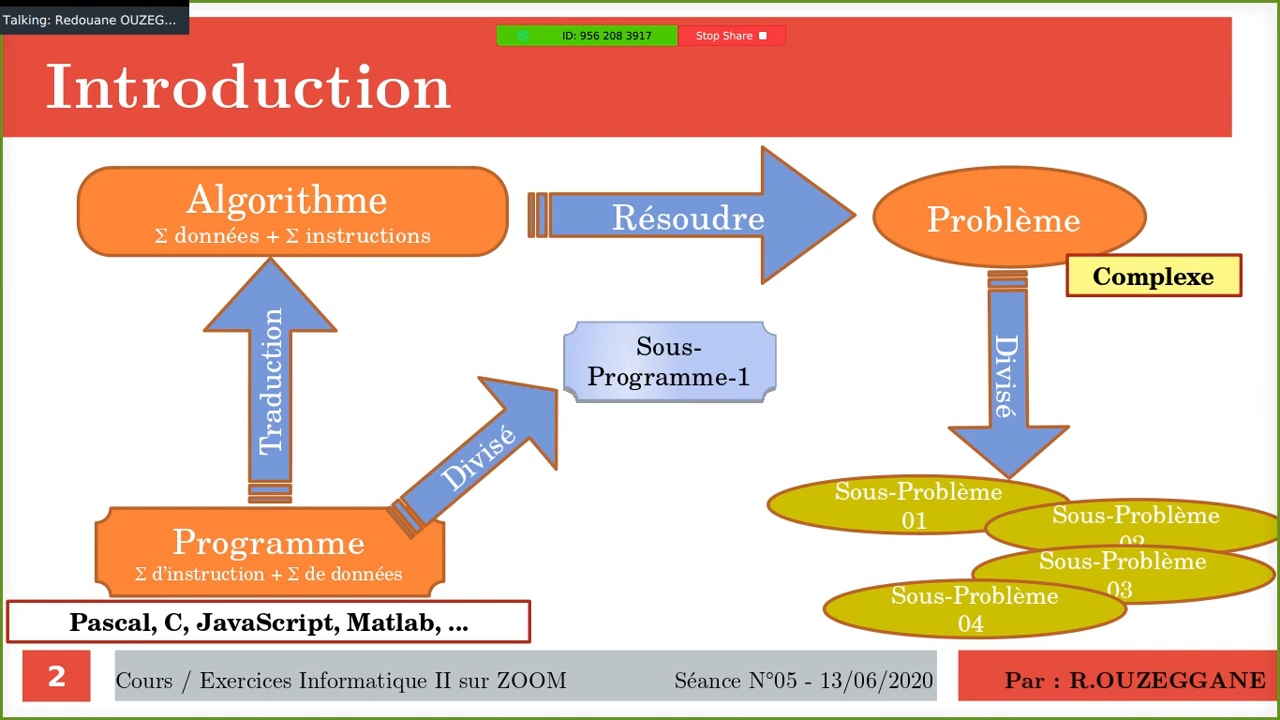 Talking: Redouane OUZEG...
ID: 956 208 3917
Stop Share
Introduction
Algorithme
Σ données + Σ instructions
Résoudre
Problème
Complexe
Traduction
Sous-
Programme-1
Divisé
Divisé
Programme
Σ d'instruction + Σ de données
Pascal, C, JavaScript, Matlab, ...
Sous-Problème
01
Sous-Problème
02
Sous-Problème
03
Sous-Problème
04
2
Cours / Exercices Informatique II sur ZOOM
Séance N°05 - 13/06/2020
Par : R.OUZEGGANE